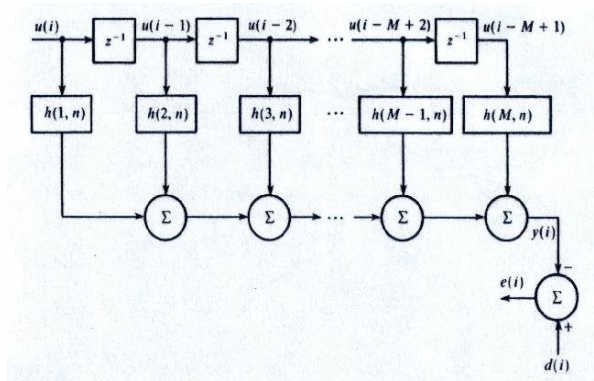 u(i) z⁻¹ u(i − 1) z⁻¹ u(i − 2) ... u(i − M + 2) z⁻¹ u(i − M + 1)
h(1, n) h(2, n) h(3, n) ... h(M − 1, n) h(M, n)
Σ Σ ... Σ Σ
y(i)
−
e(i) Σ
+
d(i)